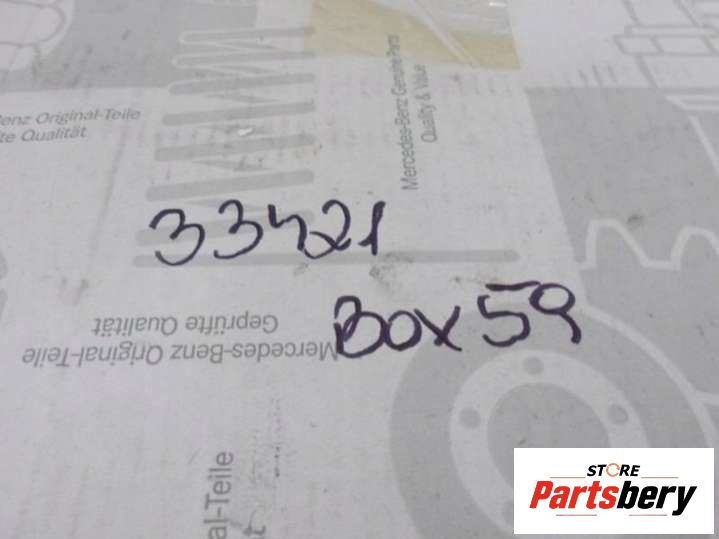 enz Original-Teile
te Qualität
Mercedes-Benz Genuine Parts
Quality & Value
33421
BOX 59
Geprüfte Qualität
Mercedes-Benz Original-Teile
al-Teile
STORE
Partsbery